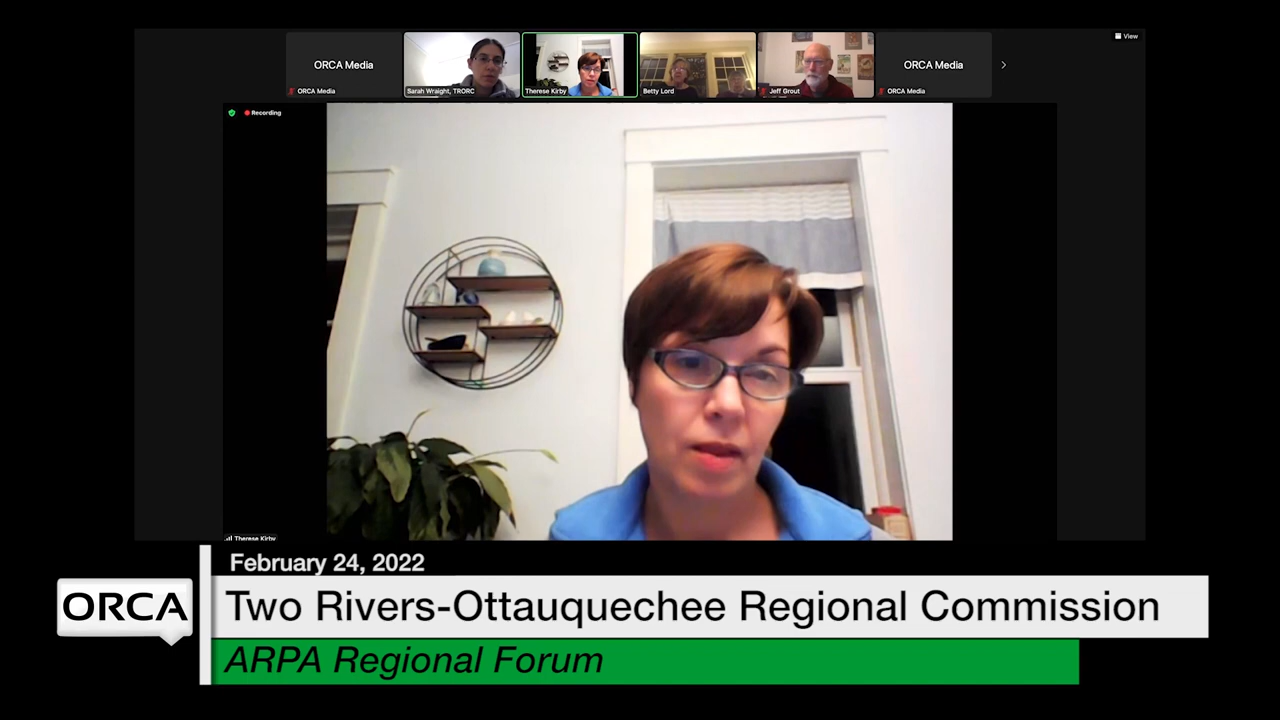 View
ORCA Media
ORCA Media
ORCA Media
Sarah Wraight, TRORC
Therese Kirby
Betty Lord
Jeff Grout
ORCA Media
Recording
Therese Kirby
February 24, 2022
ORCA
Two Rivers-Ottauquechee Regional Commission
ARPA Regional Forum